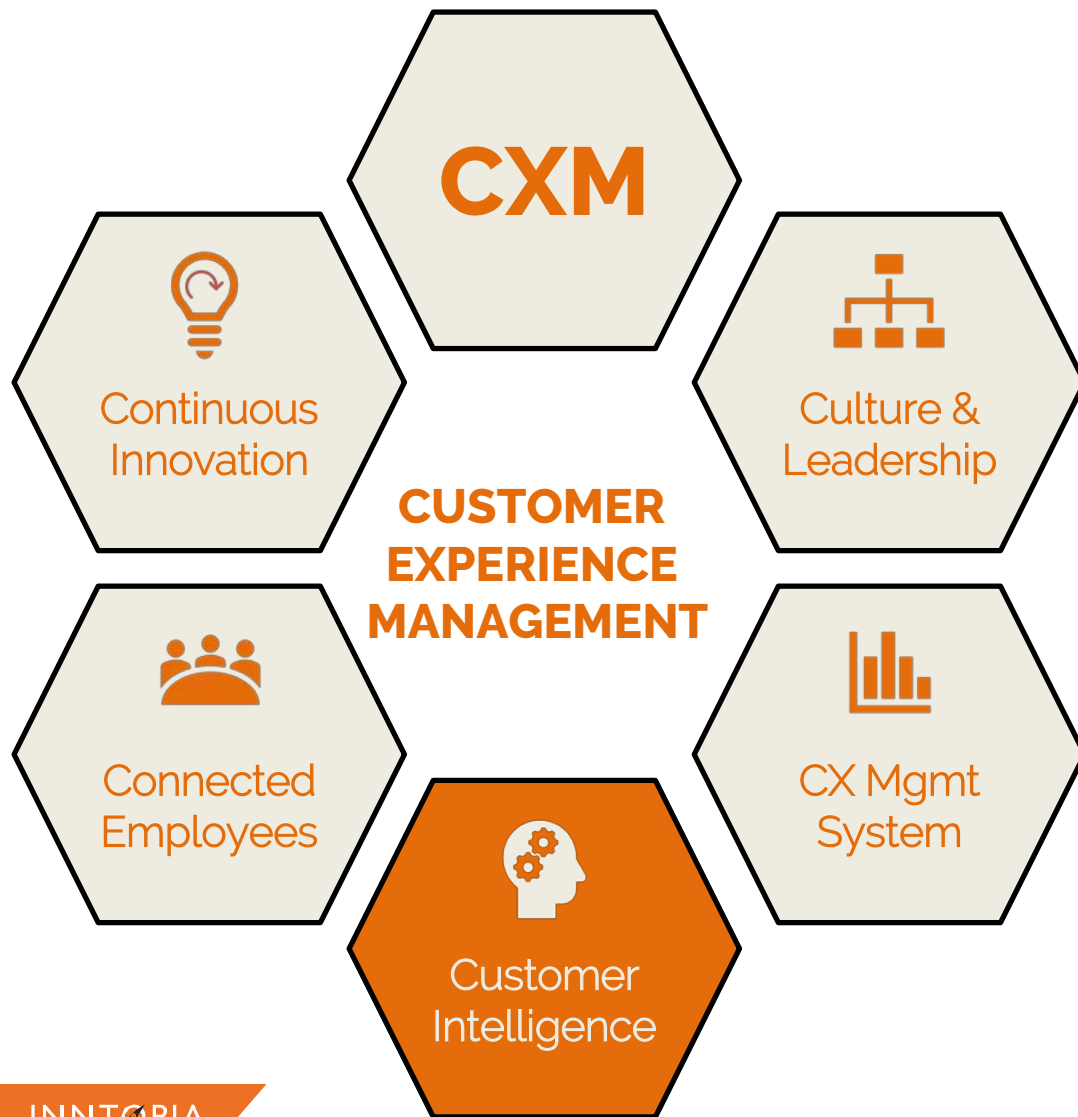 CXM
Continuous
Innovation
Culture &
Leadership
CUSTOMER
EXPERIENCE
MANAGEMENT
Connected
Employees
CX Mgmt
System
Customer
Intelligence